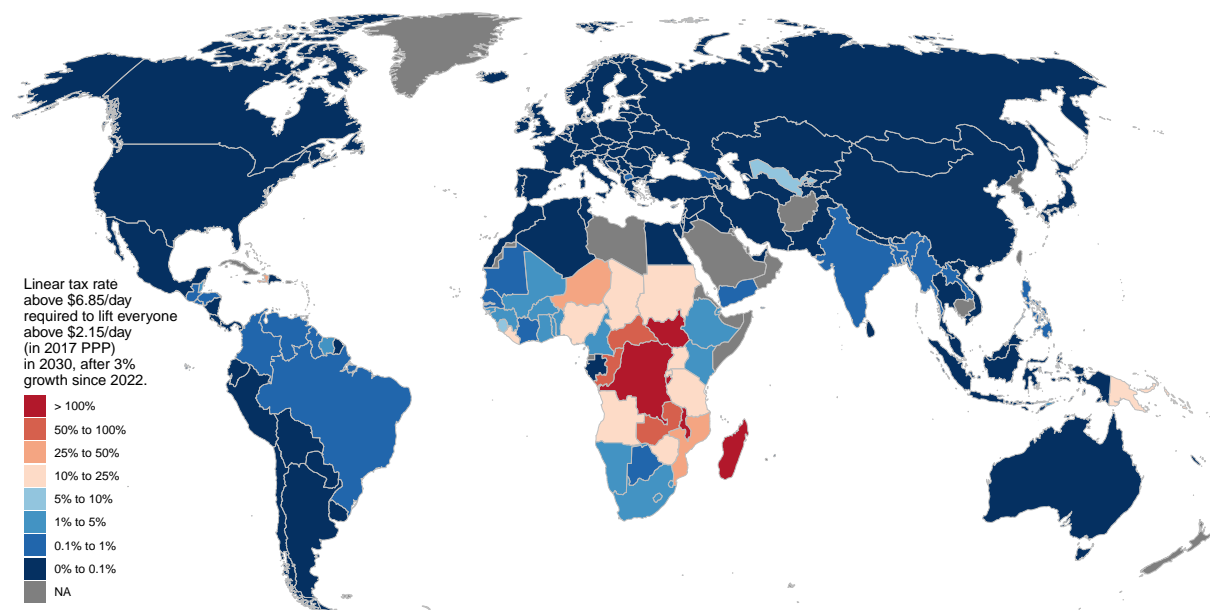 Linear tax rate
above $6.85/day
required to lift everyone
above $2.15/day
(in 2017 PPP)
in 2030, after 3%
growth since 2022.
> 100%
50% to 100%
25% to 50%
10% to 25%
5% to 10%
1% to 5%
0.1% to 1%
0% to 0.1%
NA